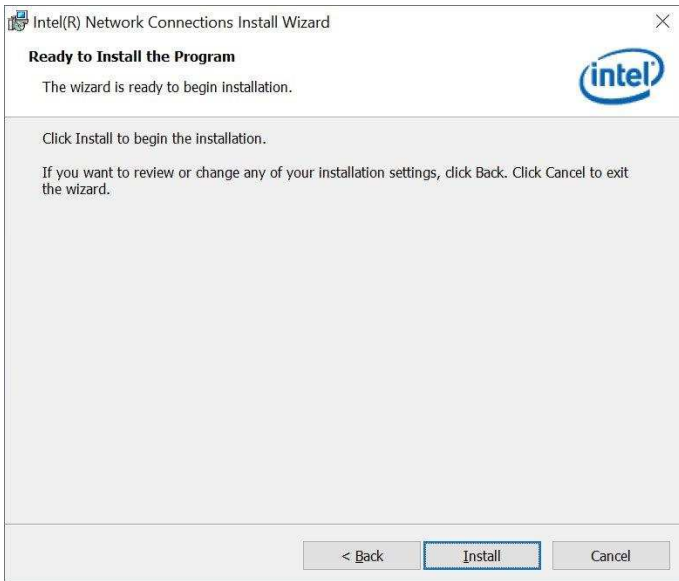 Intel(R) Network Connections Install Wizard
Ready to Install the Program
The wizard is ready to begin installation.
intel
Click Install to begin the installation.
If you want to review or change any of your installation settings, click Back. Click Cancel to exit
the wizard.
< Back
Install
Cancel